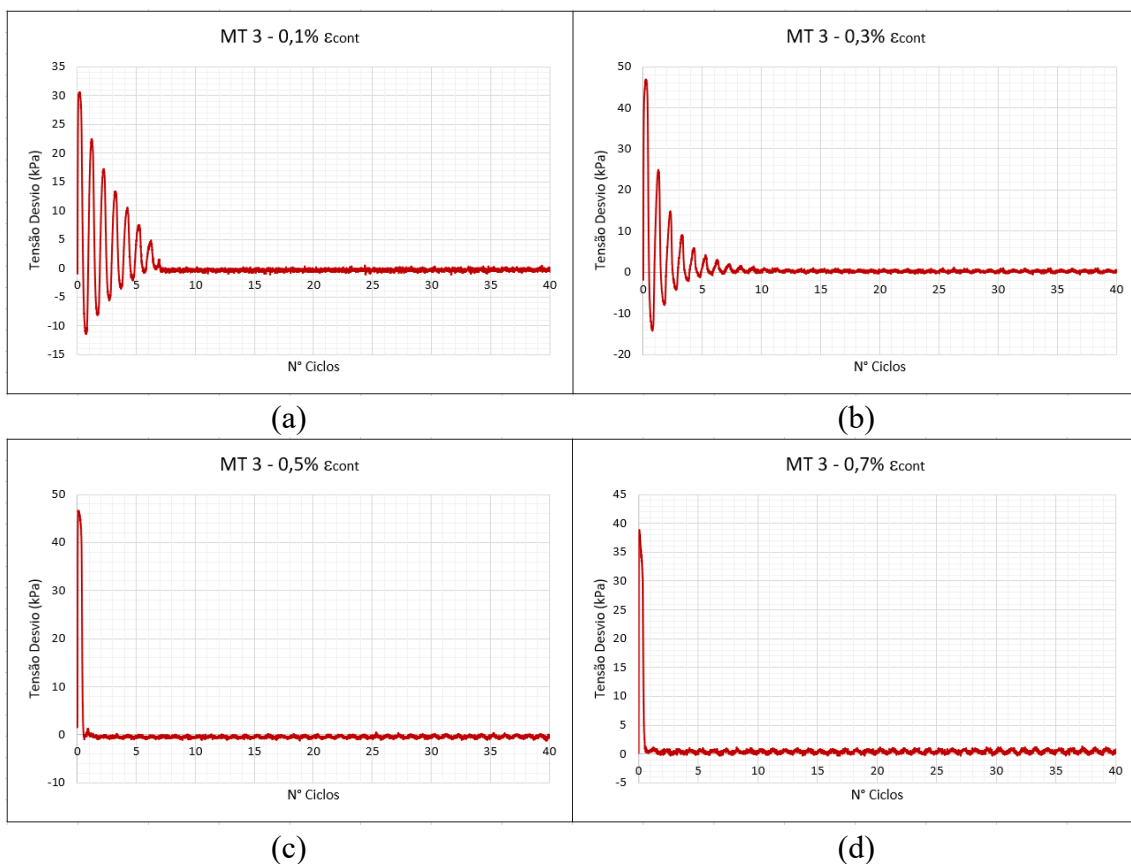 MT 3 - 0,1% εcont
Tensão Desvio (kPa)
35
30
25
20
15
10
5
0
-5
-10
-15
0 5 10 15 20 25 30 35 40
N° Ciclos
(a)
MT 3 - 0,3% εcont
Tensão Desvio (kPa)
50
40
30
20
10
0
-10
-20
0 5 10 15 20 25 30 35 40
N° Ciclos
(b)
MT 3 - 0,5% εcont
Tensão Desvio (kPa)
50
40
30
20
10
0
-10
0 5 10 15 20 25 30 35 40
N° Ciclos
(c)
MT 3 - 0,7% εcont
Tensão Desvio (kPa)
45
40
35
30
25
20
15
10
5
0
-5
0 5 10 15 20 25 30 35 40
N° Ciclos
(d)